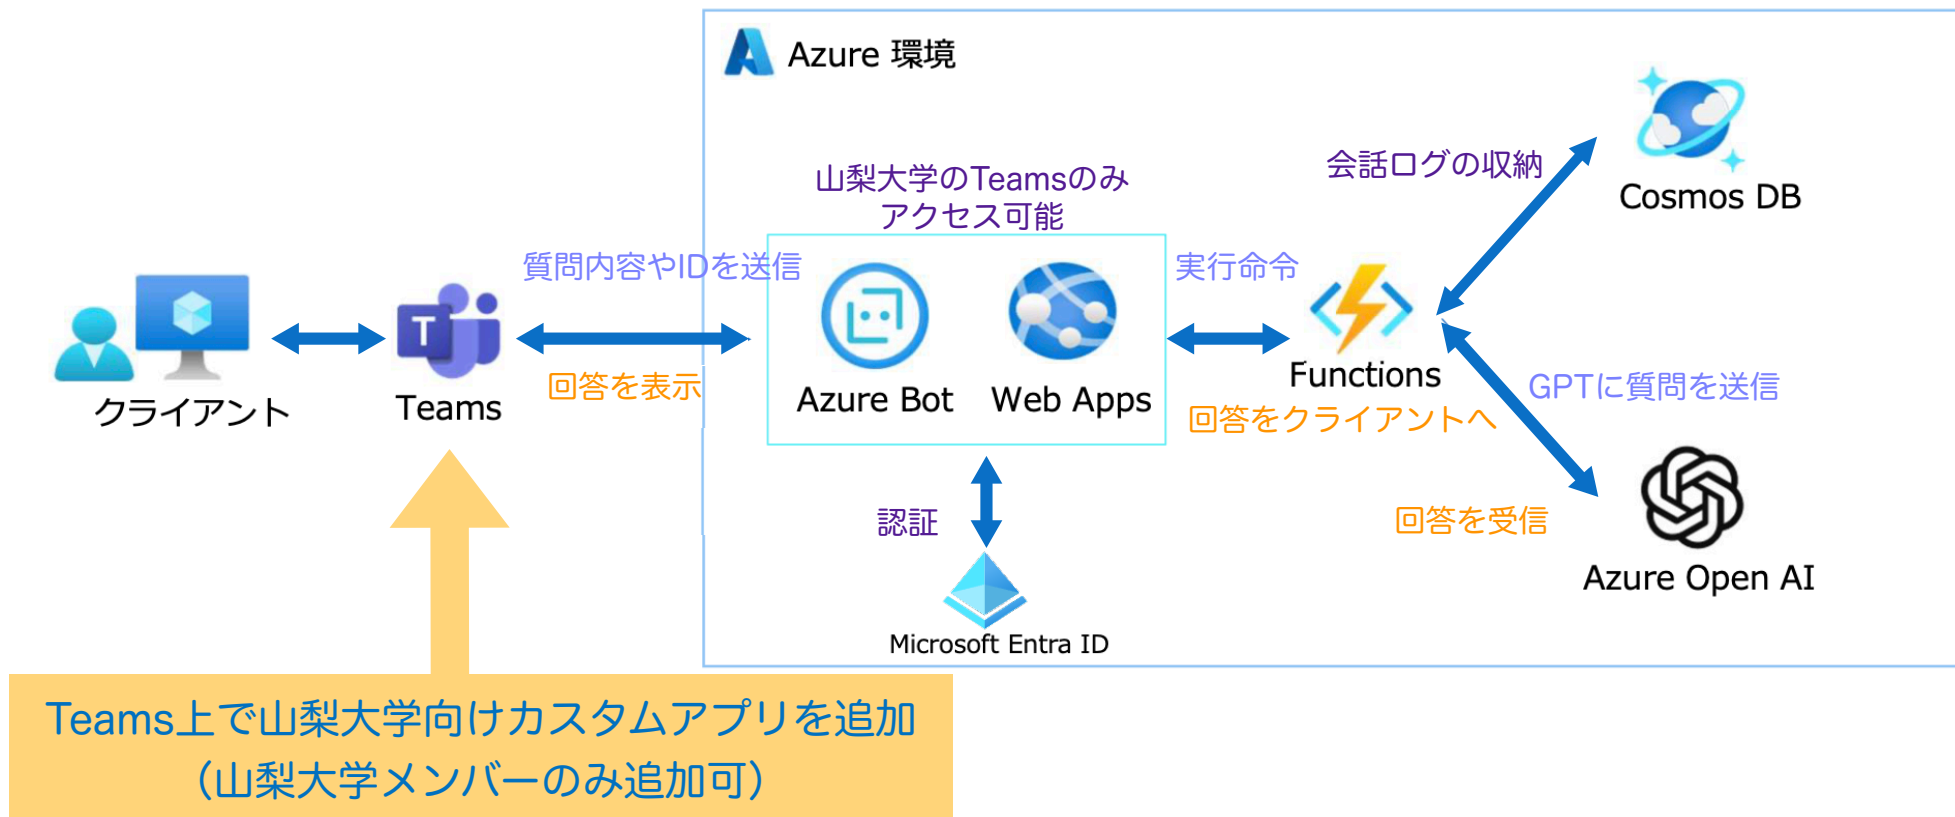 Azure 環境
会話ログの収納
Cosmos DB
山梨大学のTeamsのみ
アクセス可能
質問内容やIDを送信
実行命令
T
クライアント
Teams
回答を表示
Azure Bot
Web Apps
Functions
回答をクライアントへ
GPTに質問を送信
認証
回答を受信
Azure Open AI
Microsoft Entra ID
Teams上で山梨大学向けカスタムアプリを追加
（山梨大学メンバーのみ追加可）